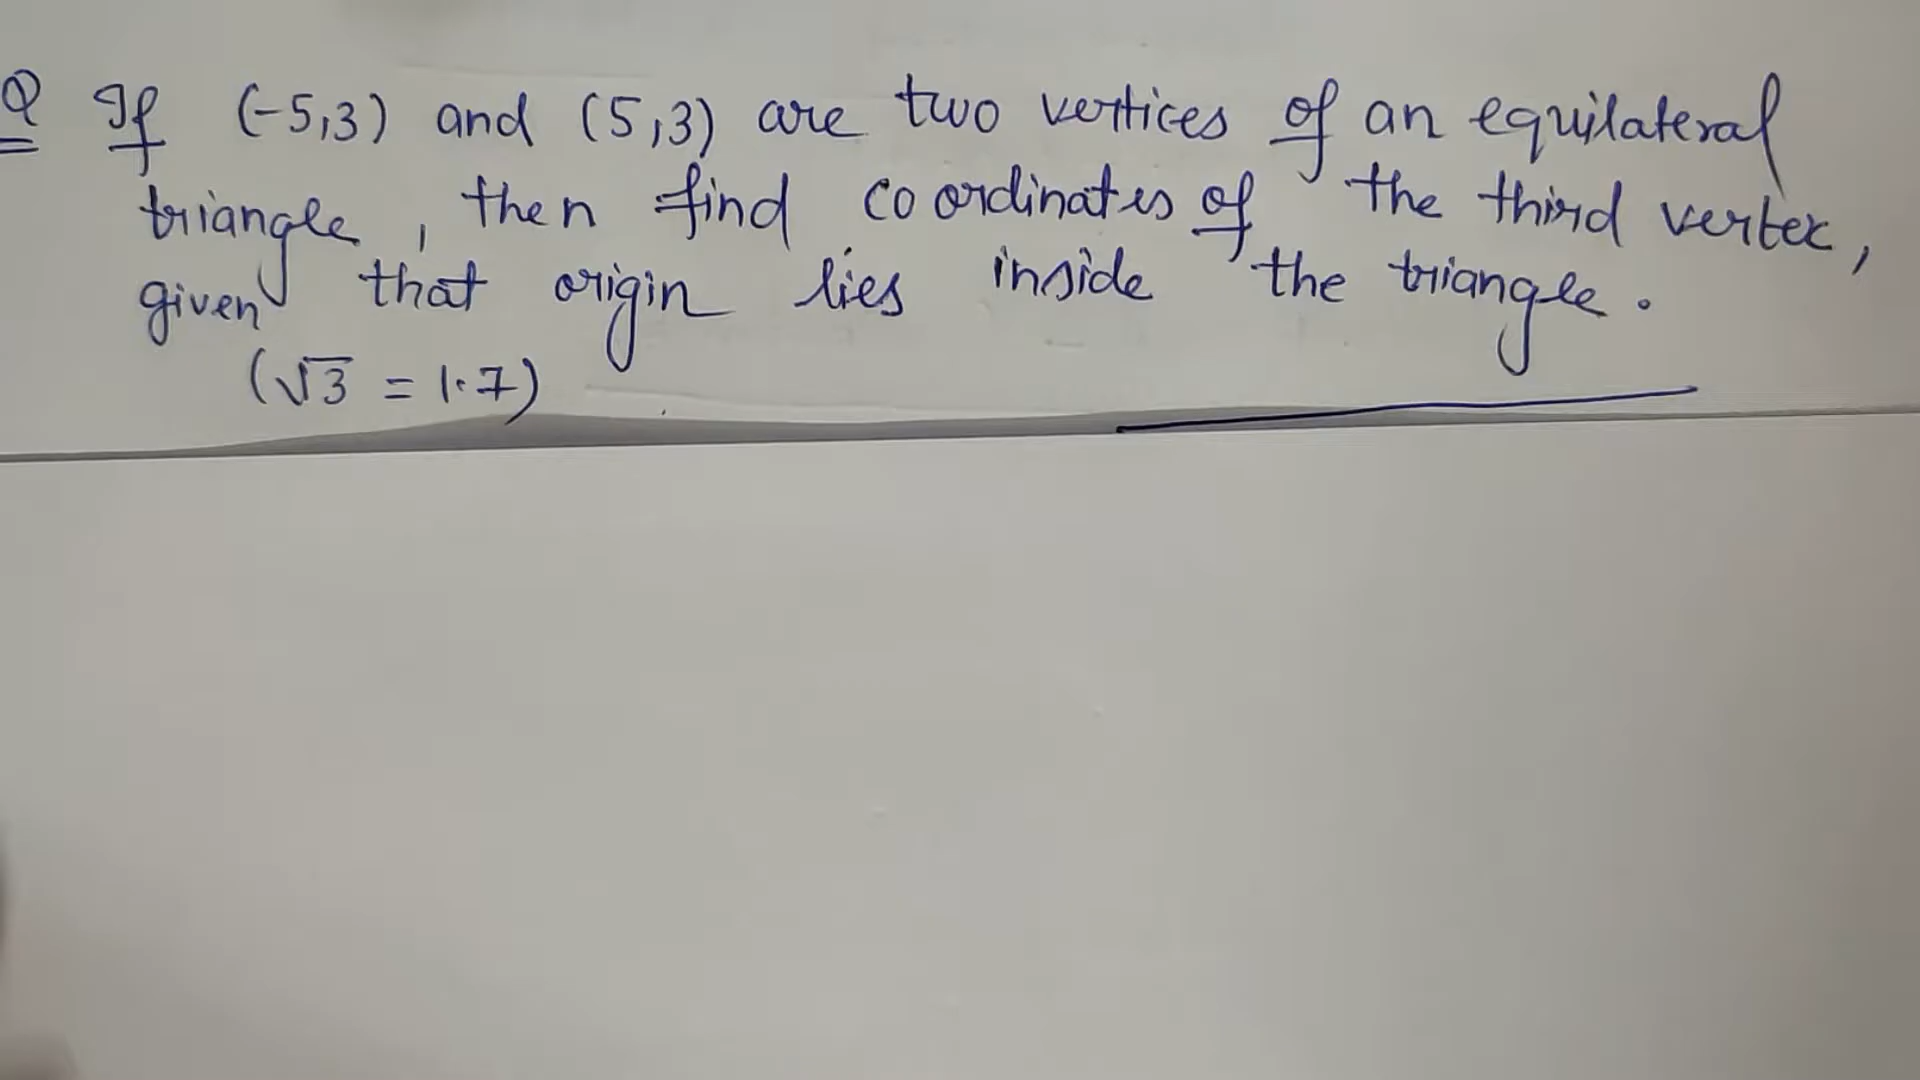 Q If (-5,3) and (5,3) are two vertices of an equilateral
triangle, then find coordinates of the third vertex,
given that origin lies inside the triangle.
(√3 = 1.7)